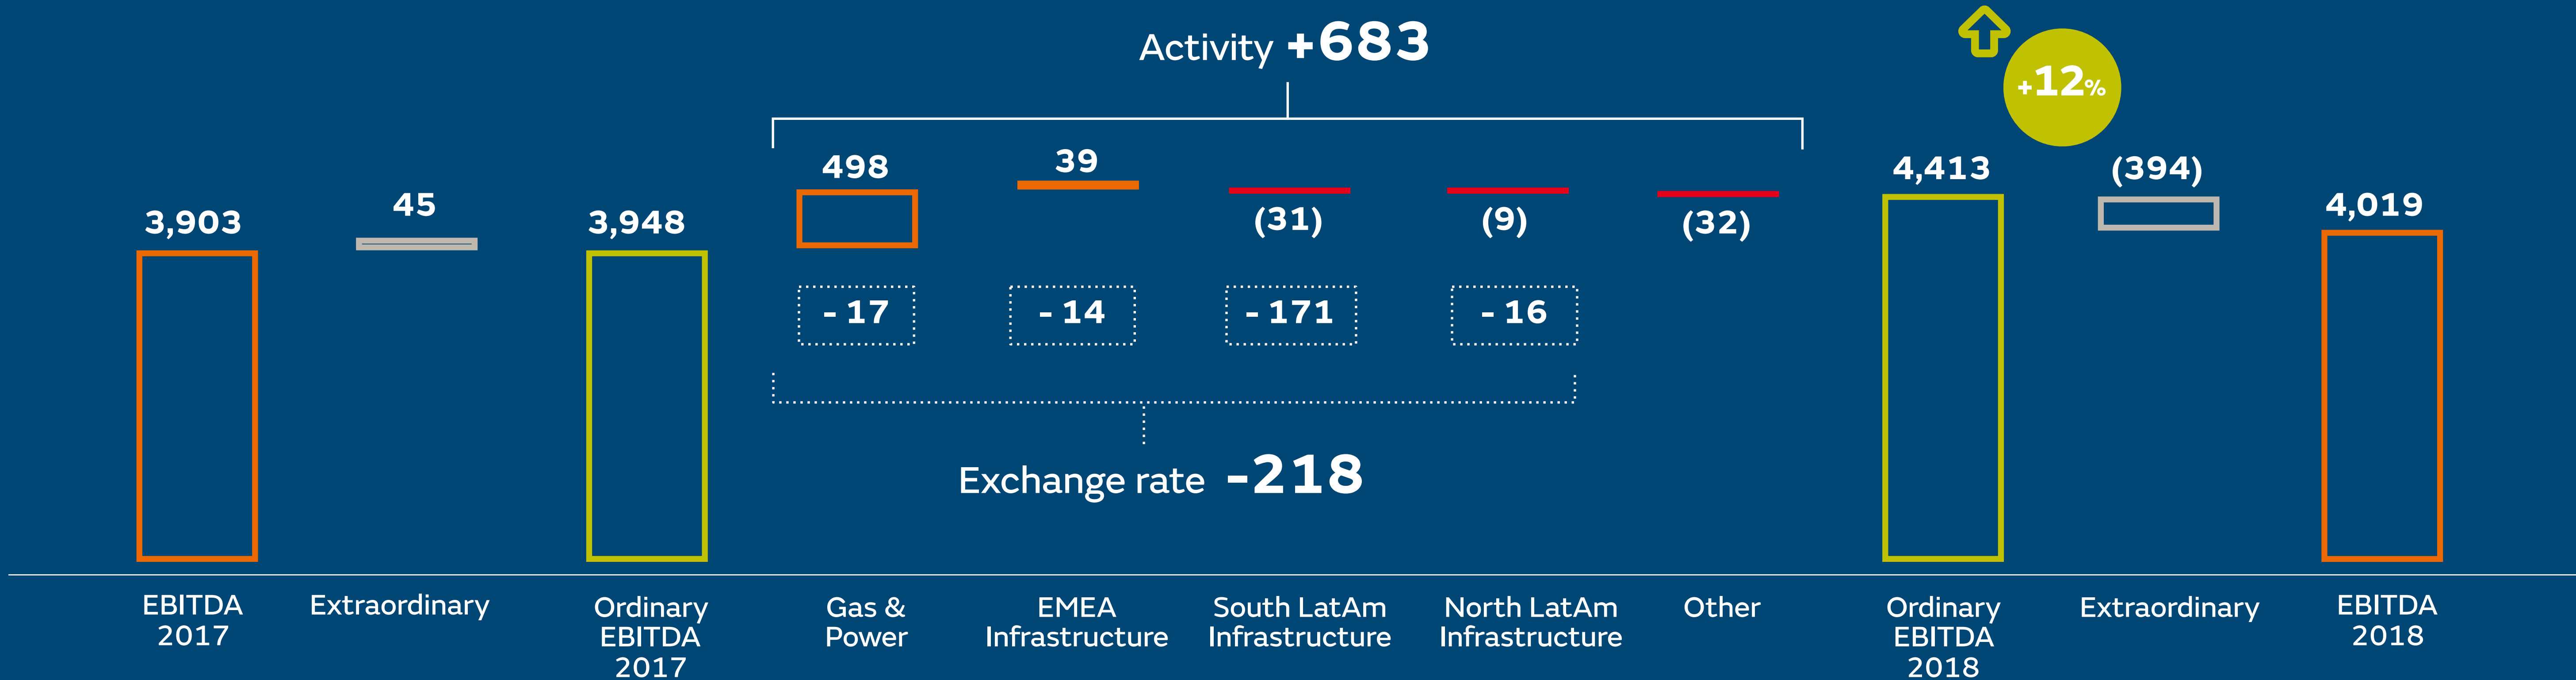 Activity +683
+12%
3,903
45
3,948
498
39
(31)
(9)
(32)
4,413
(394)
4,019
- 17
- 14
- 171
- 16
Exchange rate -218
EBITDA
2017
Extraordinary
Ordinary
EBITDA
2017
Gas &
Power
EMEA
Infrastructure
South LatAm
Infrastructure
North LatAm
Infrastructure
Other
Ordinary
EBITDA
2018
Extraordinary
EBITDA
2018